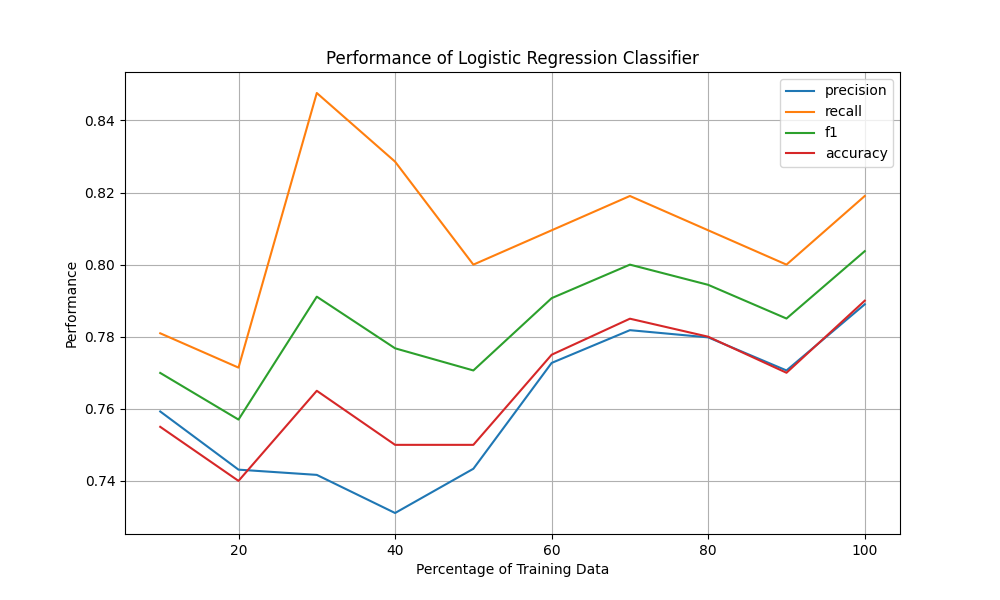 Performance of Logistic Regression Classifier
precision
recall
f1
accuracy
0.84
0.82
0.80
0.78
0.76
0.74
Performance
20 40 60 80 100
Percentage of Training Data